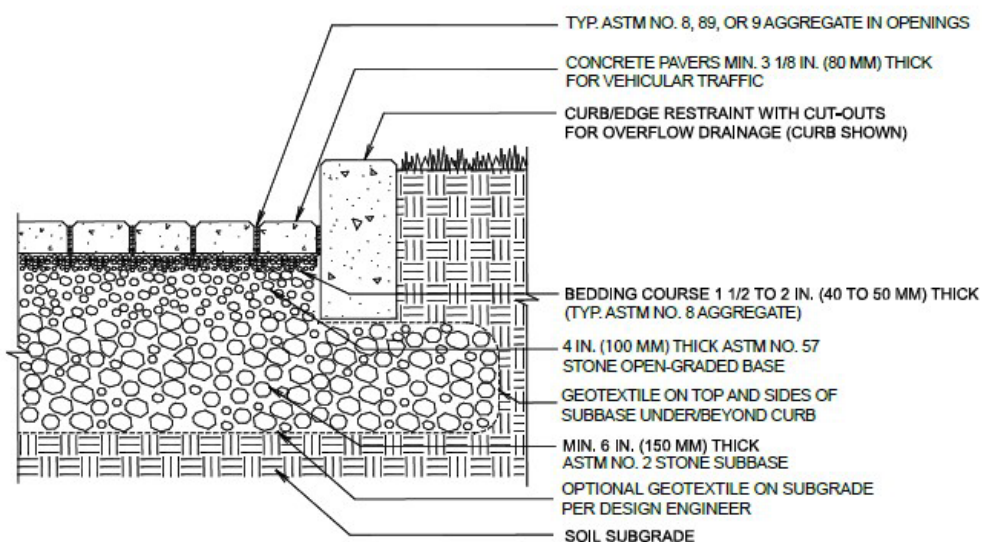 TYP. ASTM NO. 8, 89, OR 9 AGGREGATE IN OPENINGS
CONCRETE PAVERS MIN. 3 1/8 IN. (80 MM) THICK
FOR VEHICULAR TRAFFIC
CURB/EDGE RESTRAINT WITH CUT-OUTS
FOR OVERFLOW DRAINAGE (CURB SHOWN)
BEDDING COURSE 1 1/2 TO 2 IN. (40 TO 50 MM) THICK
(TYP. ASTM NO. 8 AGGREGATE)
4 IN. (100 MM) THICK ASTM NO. 57
STONE OPEN-GRADED BASE
GEOTEXTILE ON TOP AND SIDES OF
SUBBASE UNDER/BEYOND CURB
MIN. 6 IN. (150 MM) THICK
ASTM NO. 2 STONE SUBBASE
OPTIONAL GEOTEXTILE ON SUBGRADE
PER DESIGN ENGINEER
SOIL SUBGRADE